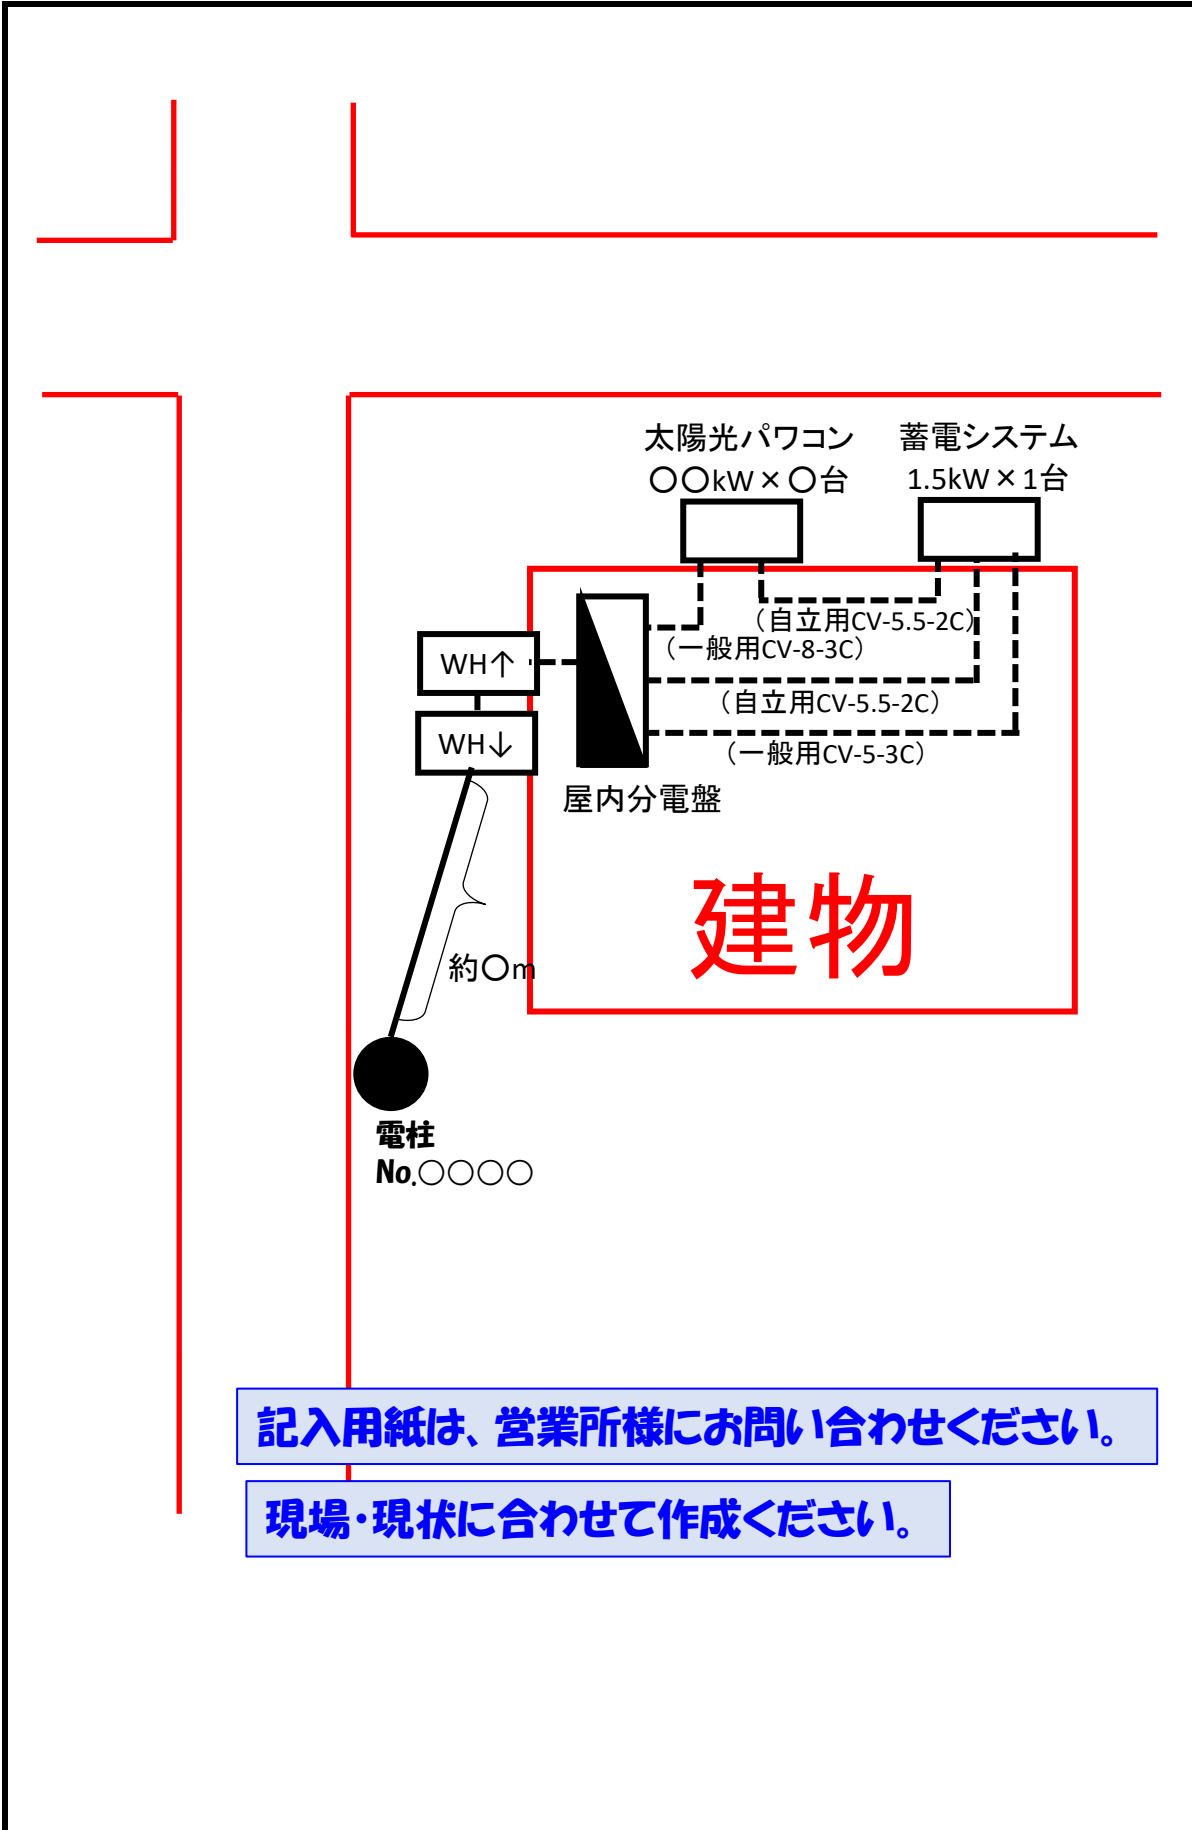 太陽光パワコン
〇〇kW×〇台
蓄電システム
1.5kW×1台
(自立用CV-5.5-2C)
(一般用CV-8-3C)
WH↑
(自立用CV-5.5-2C)
WH↓
(一般用CV-5-3C)
屋内分電盤
建物
約〇m
電柱
No.○○○○
記入用紙は、営業所様にお問い合わせください。
現場・現状に合わせて作成ください。